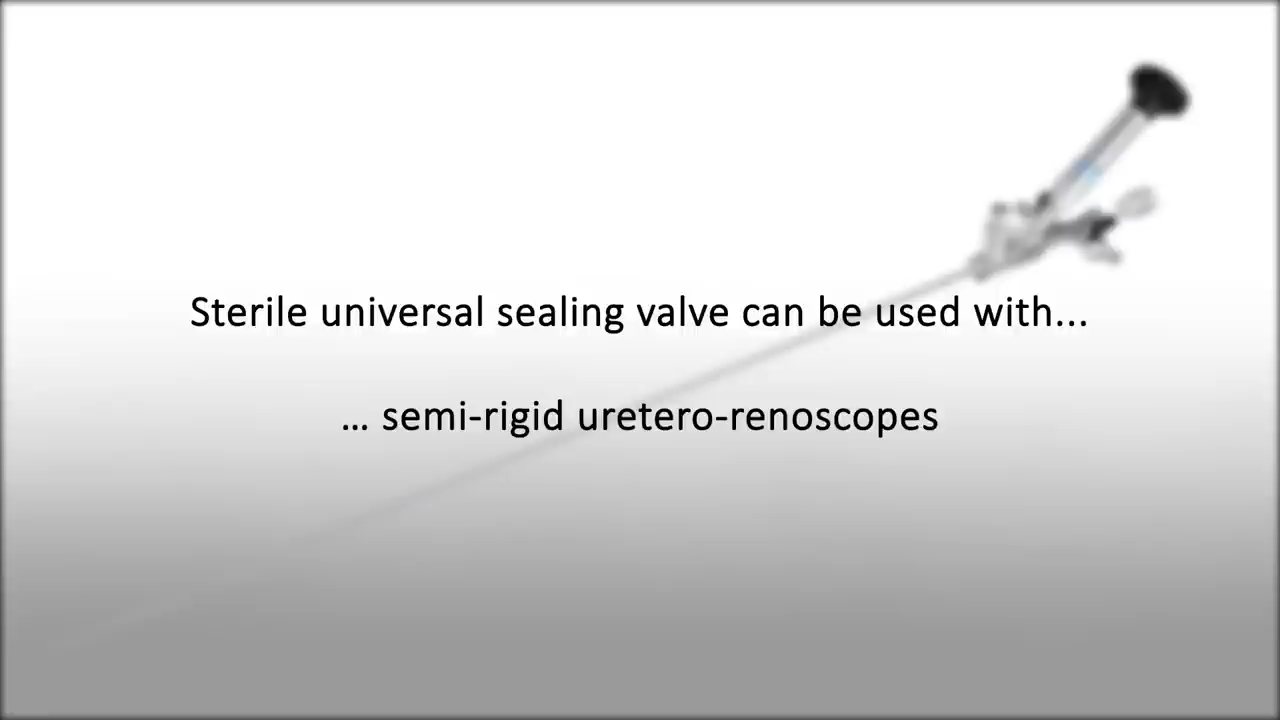 Sterile universal sealing valve can be used with...
... semi-rigid uretero-renoscopes